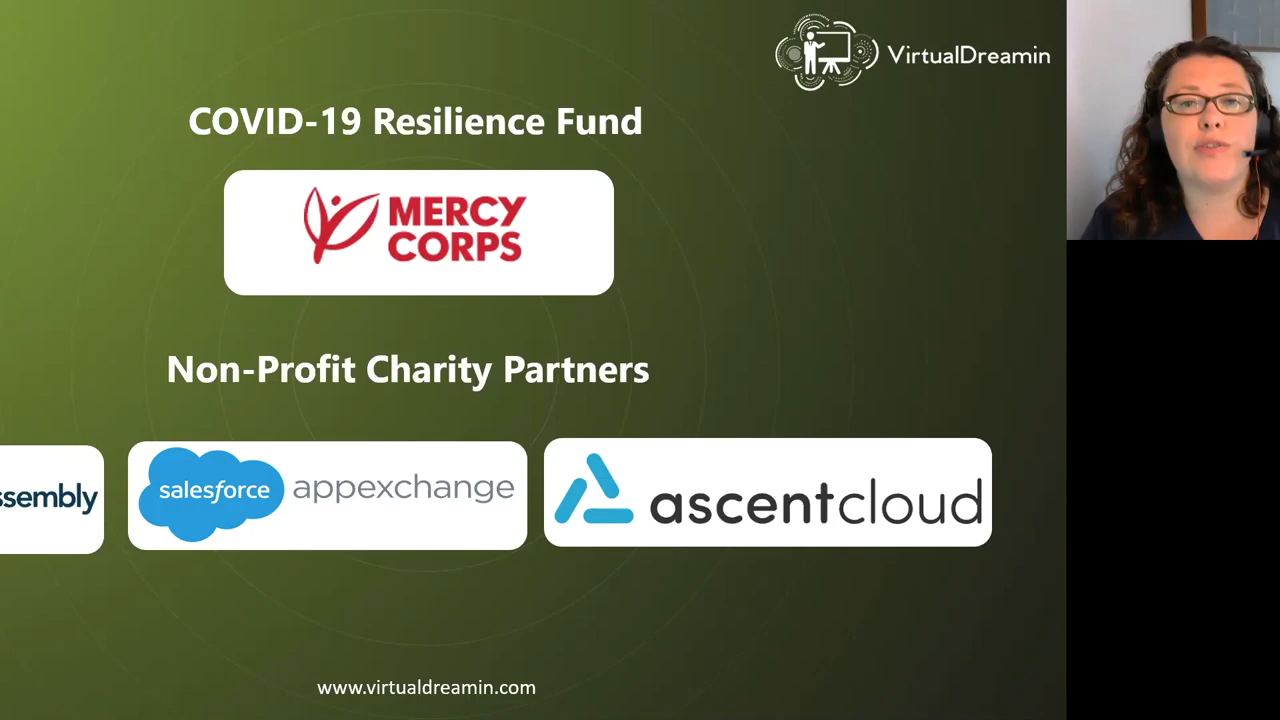 VirtualDreamin
COVID-19 Resilience Fund
MERCY
CORPS
Non-Profit Charity Partners
ssembly
salesforce appexchange
ascentcloud
www.virtualdreamin.com